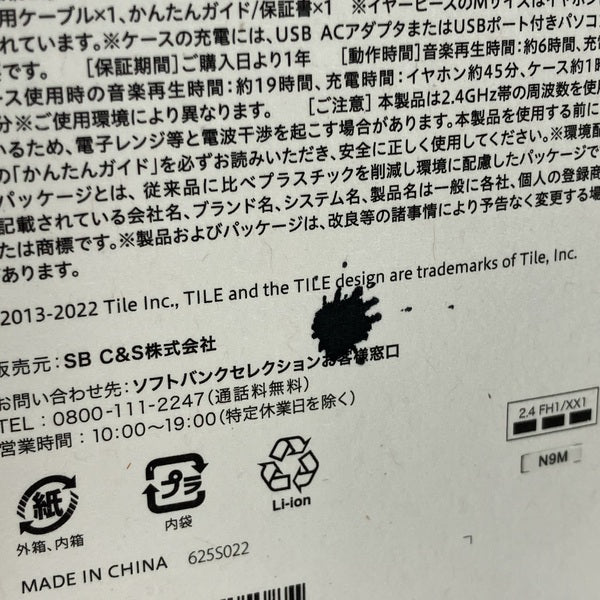 用ケーブル×1、かんたんガイド/保証書×1 ※イヤーピースのMサイズはイヤホン
れています。※ケースの充電には、USB ACアダプタまたはUSBポート付きパソコ
です。 [保証期間]ご購入日より1年 [動作時間]音楽再生時間：約6時間、充
ース使用時の音楽再生時間：約19時間、充電時間：イヤホン約45分、ケース約1時
分※ご使用環境により異なります。 [ご注意]本製品は2.4GHz帯の周波数を使用
いるため、電子レンジ等と電波干渉を起こす場合があります。本製品を使用する前に
の「かんたんガイド」を必ずお読みいただき、安全に正しく使用してください。※環境配
パッケージとは、従来品に比べプラスチックを削減し環境に配慮したパッケージで
記載されている会社名、ブランド名、システム名、製品名は一般に各社、個人の登録商
たは商標です。※製品およびパッケージは、改良等の諸事情により予告なく変更する場
があります。
2013-2022 Tile Inc., TILE and the TILE design are trademarks of Tile, Inc.
販売元：SB C&S株式会社
お問い合わせ先：ソフトバンクセレクションお客様窓口
TEL：0800-111-2247（通話料無料）
営業時間：10:00〜19:00（特定休業日を除く）
2.4 FH1/XX1
N9M
紙
外箱、内箱
プラ
内袋
Li-ion
MADE IN CHINA 625S022